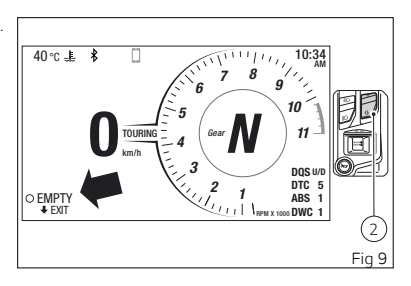 .
40 °C
10:34
AM
0
TOURING
km/h
Gear N
1 2 3 4 5 6 7 8 9 10 11
RPM X 1000
DQS U/D
DTC 5
ABS 1
DWC 1
EMPTY
EXIT
2
Fig 9